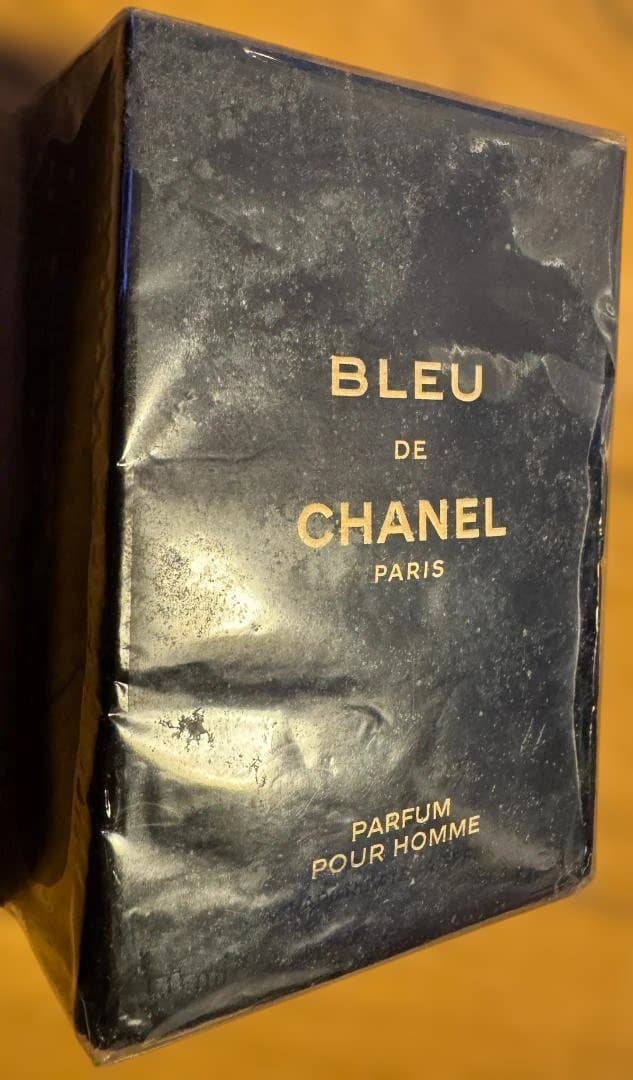 BLEU
DE
CHANEL
PARIS
PARFUM
POUR HOMME